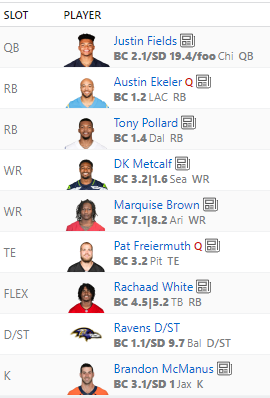 SLOT PLAYER
QB Justin Fields
BC 2.1/SD 19.4/foo Chi QB
RB Austin Ekeler Q
BC 1.2 LAC RB
RB Tony Pollard
BC 1.4 Dal RB
WR DK Metcalf
BC 3.2|1.6 Sea WR
WR Marquise Brown
BC 7.1|8.2 Ari WR
TE Pat Freiermuth Q
BC 3.2 Pit TE
FLEX Rachaad White
BC 4.5|5.2 TB RB
D/ST Ravens D/ST
BC 1.1/SD 9.7 Bal D/ST
K Brandon McManus
BC 3.1/SD 1 Jax K